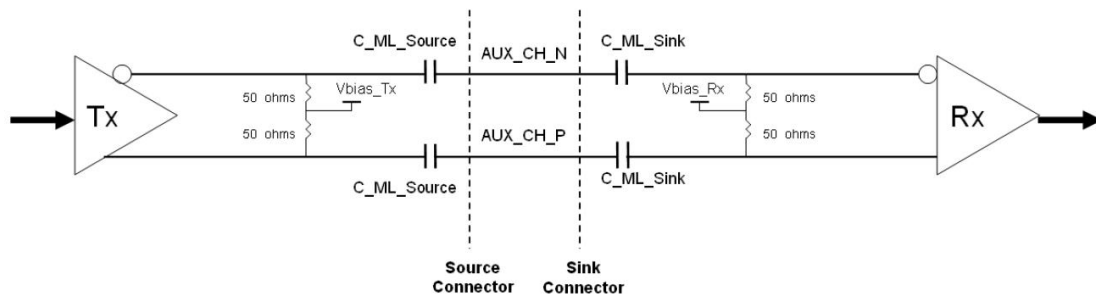 C_ML_Source
AUX_CH_N
C_ML_Sink
50 ohms
Vbias_Tx
Vbias_Rx
50 ohms
Tx
Rx
50 ohms
50 ohms
AUX_CH_P
C_ML_Source
C_ML_Sink
Source
Connector
Sink
Connector